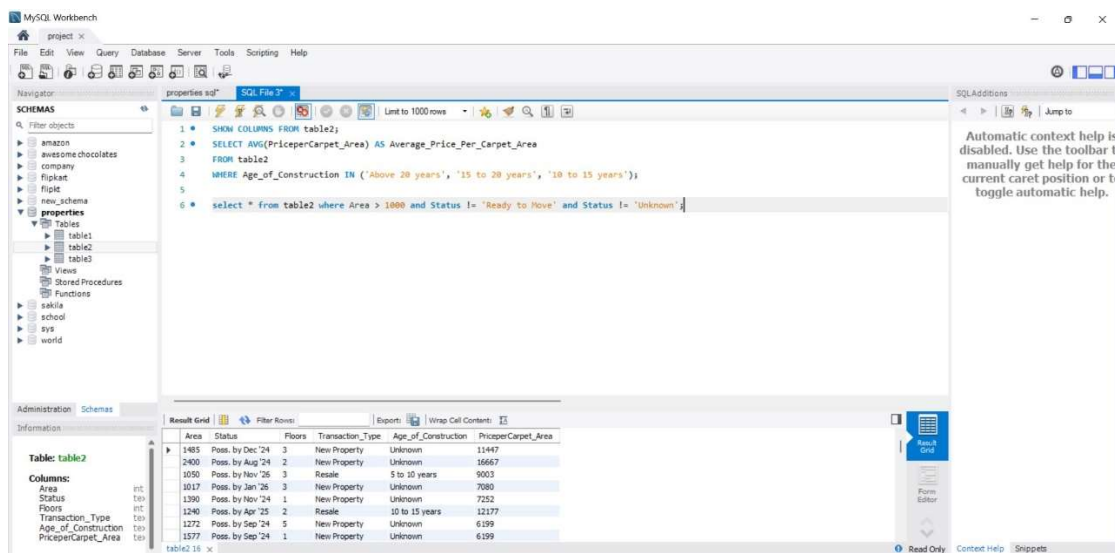 MySQL Workbench
project ×
File Edit View Query Database Server Tools Scripting Help
Navigator
SCHEMAS
Filter objects
amazon
awesome chocolates
company
flipkart
flipkt
new_schema
properties
Tables
table1
table2
table3
Views
Stored Procedures
Functions
sakila
school
sys
world
Administration Schemas
Information
Table: table2
Columns:
Area int
Status tex
Floors int
Transaction_Type tex
Age_of_Construction tex
PriceperCarpet_Area tex
properties sql* SQL File 3* ×
Limit to 1000 rows
1 SHOW COLUMNS FROM table2;
2 SELECT AVG(PriceperCarpet_Area) AS Average_Price_Per_Carpet_Area
3 FROM table2
4 WHERE Age_of_Construction IN ('Above 20 years', '15 to 20 years', '10 to 15 years');
5
6 select * from table2 where Area > 1000 and Status != 'Ready to Move' and Status != 'Unknown';
Result Grid Filter Rows: Export: Wrap Cell Content:
Area Status Floors Transaction_Type Age_of_Construction PriceperCarpet_Area
1485 Poss. by Dec '24 3 New Property Unknown 11447
2400 Poss. by Aug '24 2 New Property Unknown 16667
1050 Poss. by Nov '26 3 Resale 5 to 10 years 9003
1017 Poss. by Jan '26 3 New Property Unknown 7080
1390 Poss. by Nov '24 1 New Property Unknown 7252
1240 Poss. by Apr '25 2 Resale 10 to 15 years 12177
1272 Poss. by Sep '24 5 New Property Unknown 6199
1577 Poss. by Sep '24 1 New Property Unknown 6199
table2 16 ×
Result Grid
Form Editor
Read Only
SQLAdditions
Jump to
Automatic context help is
disabled. Use the toolbar t
manually get help for the
current caret position or to
toggle automatic help.
Context Help Snippets